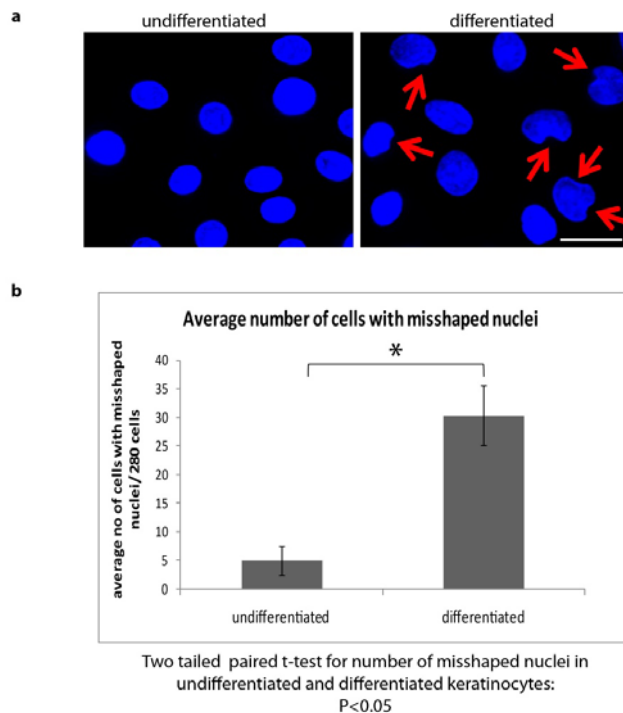 a
undifferentiated differentiated
b
Average number of cells with misshaped nuclei
*
average no of cells with misshaped
nuclei/280 cells
40
35
30
25
20
15
10
5
0
undifferentiated differentiated
Two tailed paired t-test for number of misshaped nuclei in
undifferentiated and differentiated keratinocytes:
P<0.05